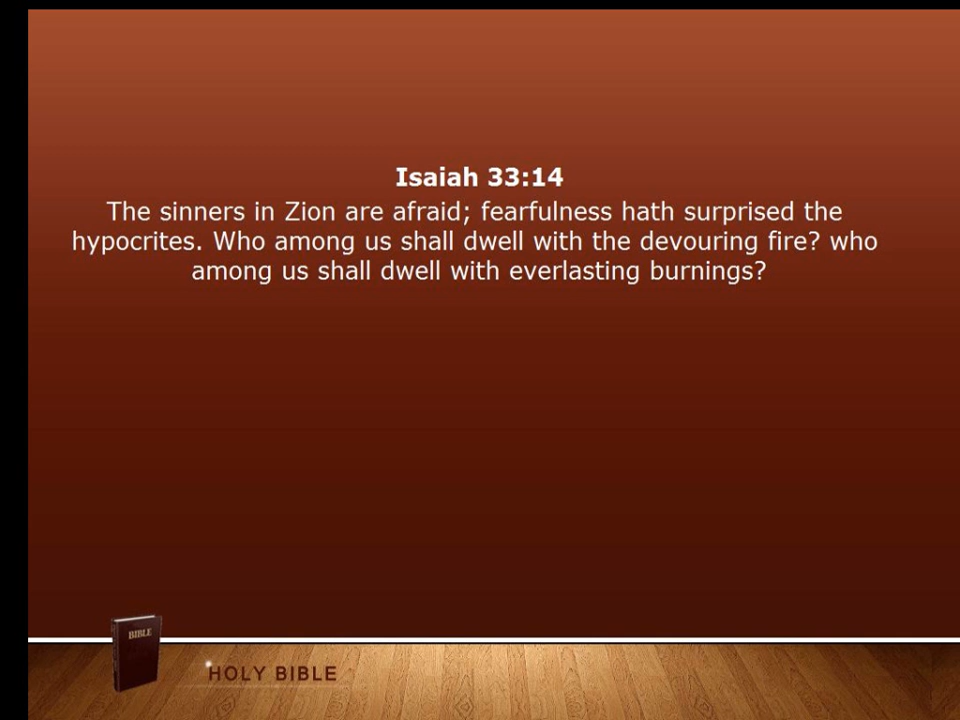 Isaiah 33:14
The sinners in Zion are afraid; fearfulness hath surprised the
hypocrites. Who among us shall dwell with the devouring fire? who
among us shall dwell with everlasting burnings?
BIBLE
HOLY BIBLE